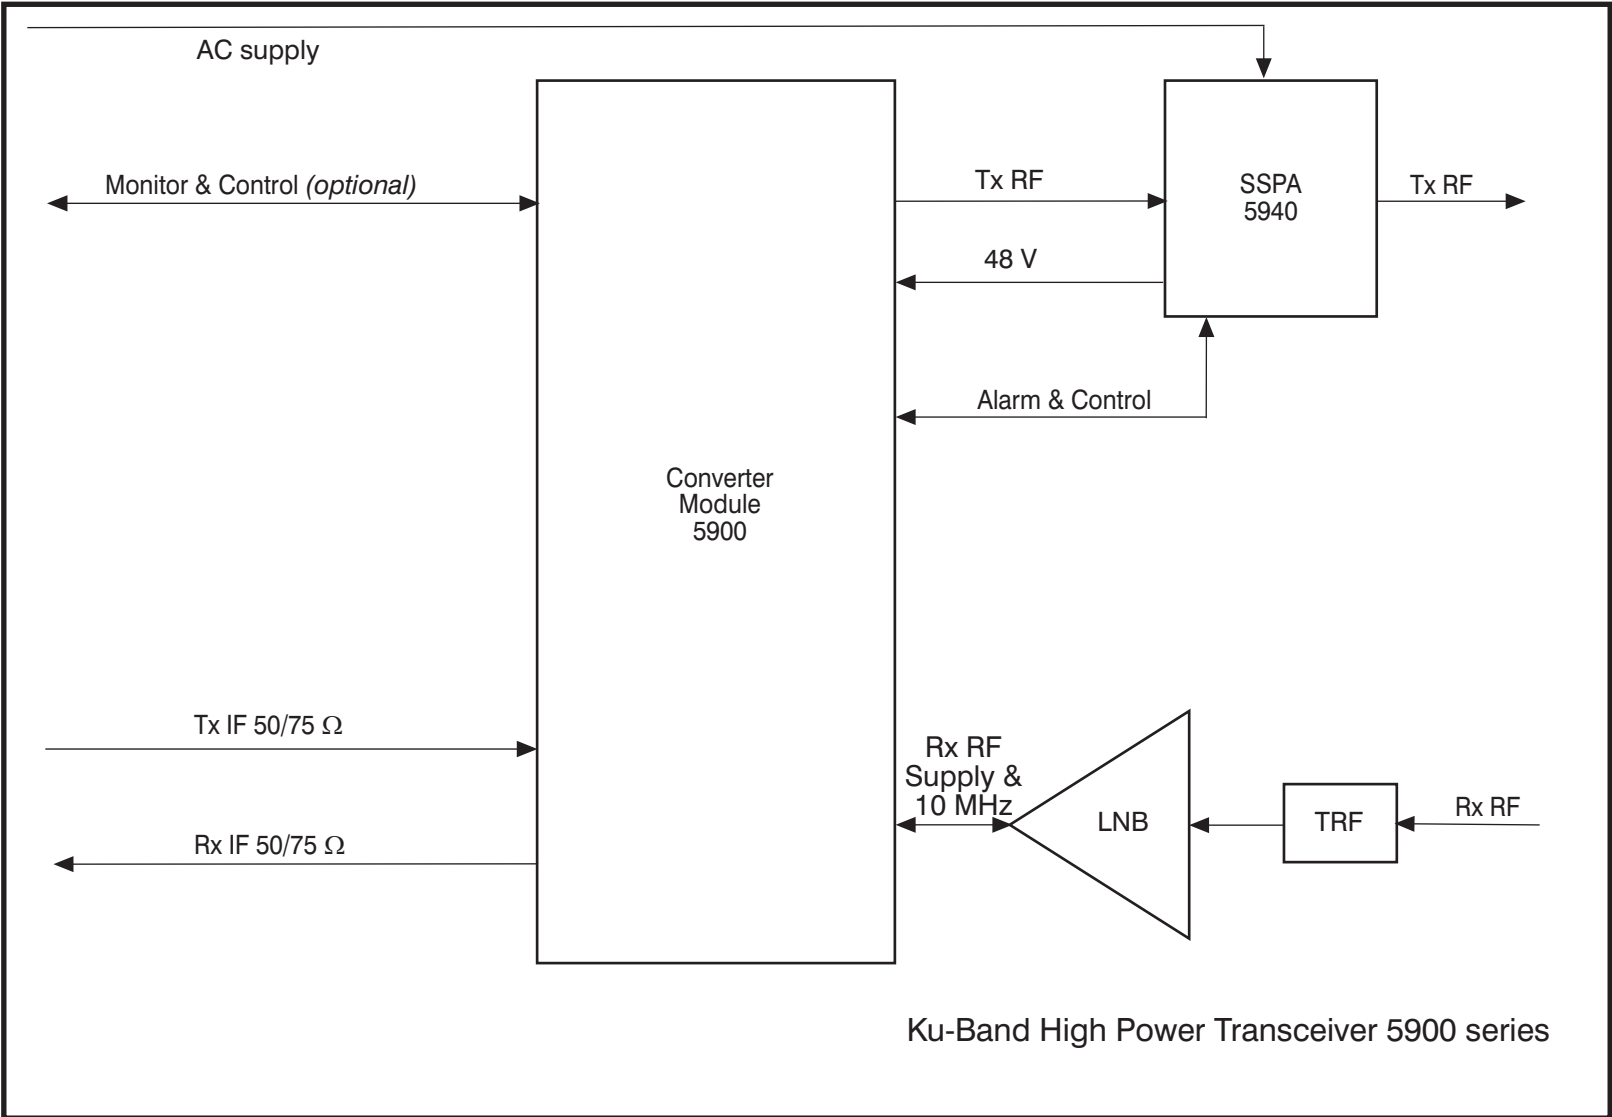 AC supply
Monitor & Control (optional)
Tx RF
SSPA
5940
Tx RF
48 V
Alarm & Control
Converter
Module
5900
Tx IF 50/75 Ω
Rx RF
Supply &
10 MHz
LNB
TRF
Rx RF
Rx IF 50/75 Ω
Ku-Band High Power Transceiver 5900 series